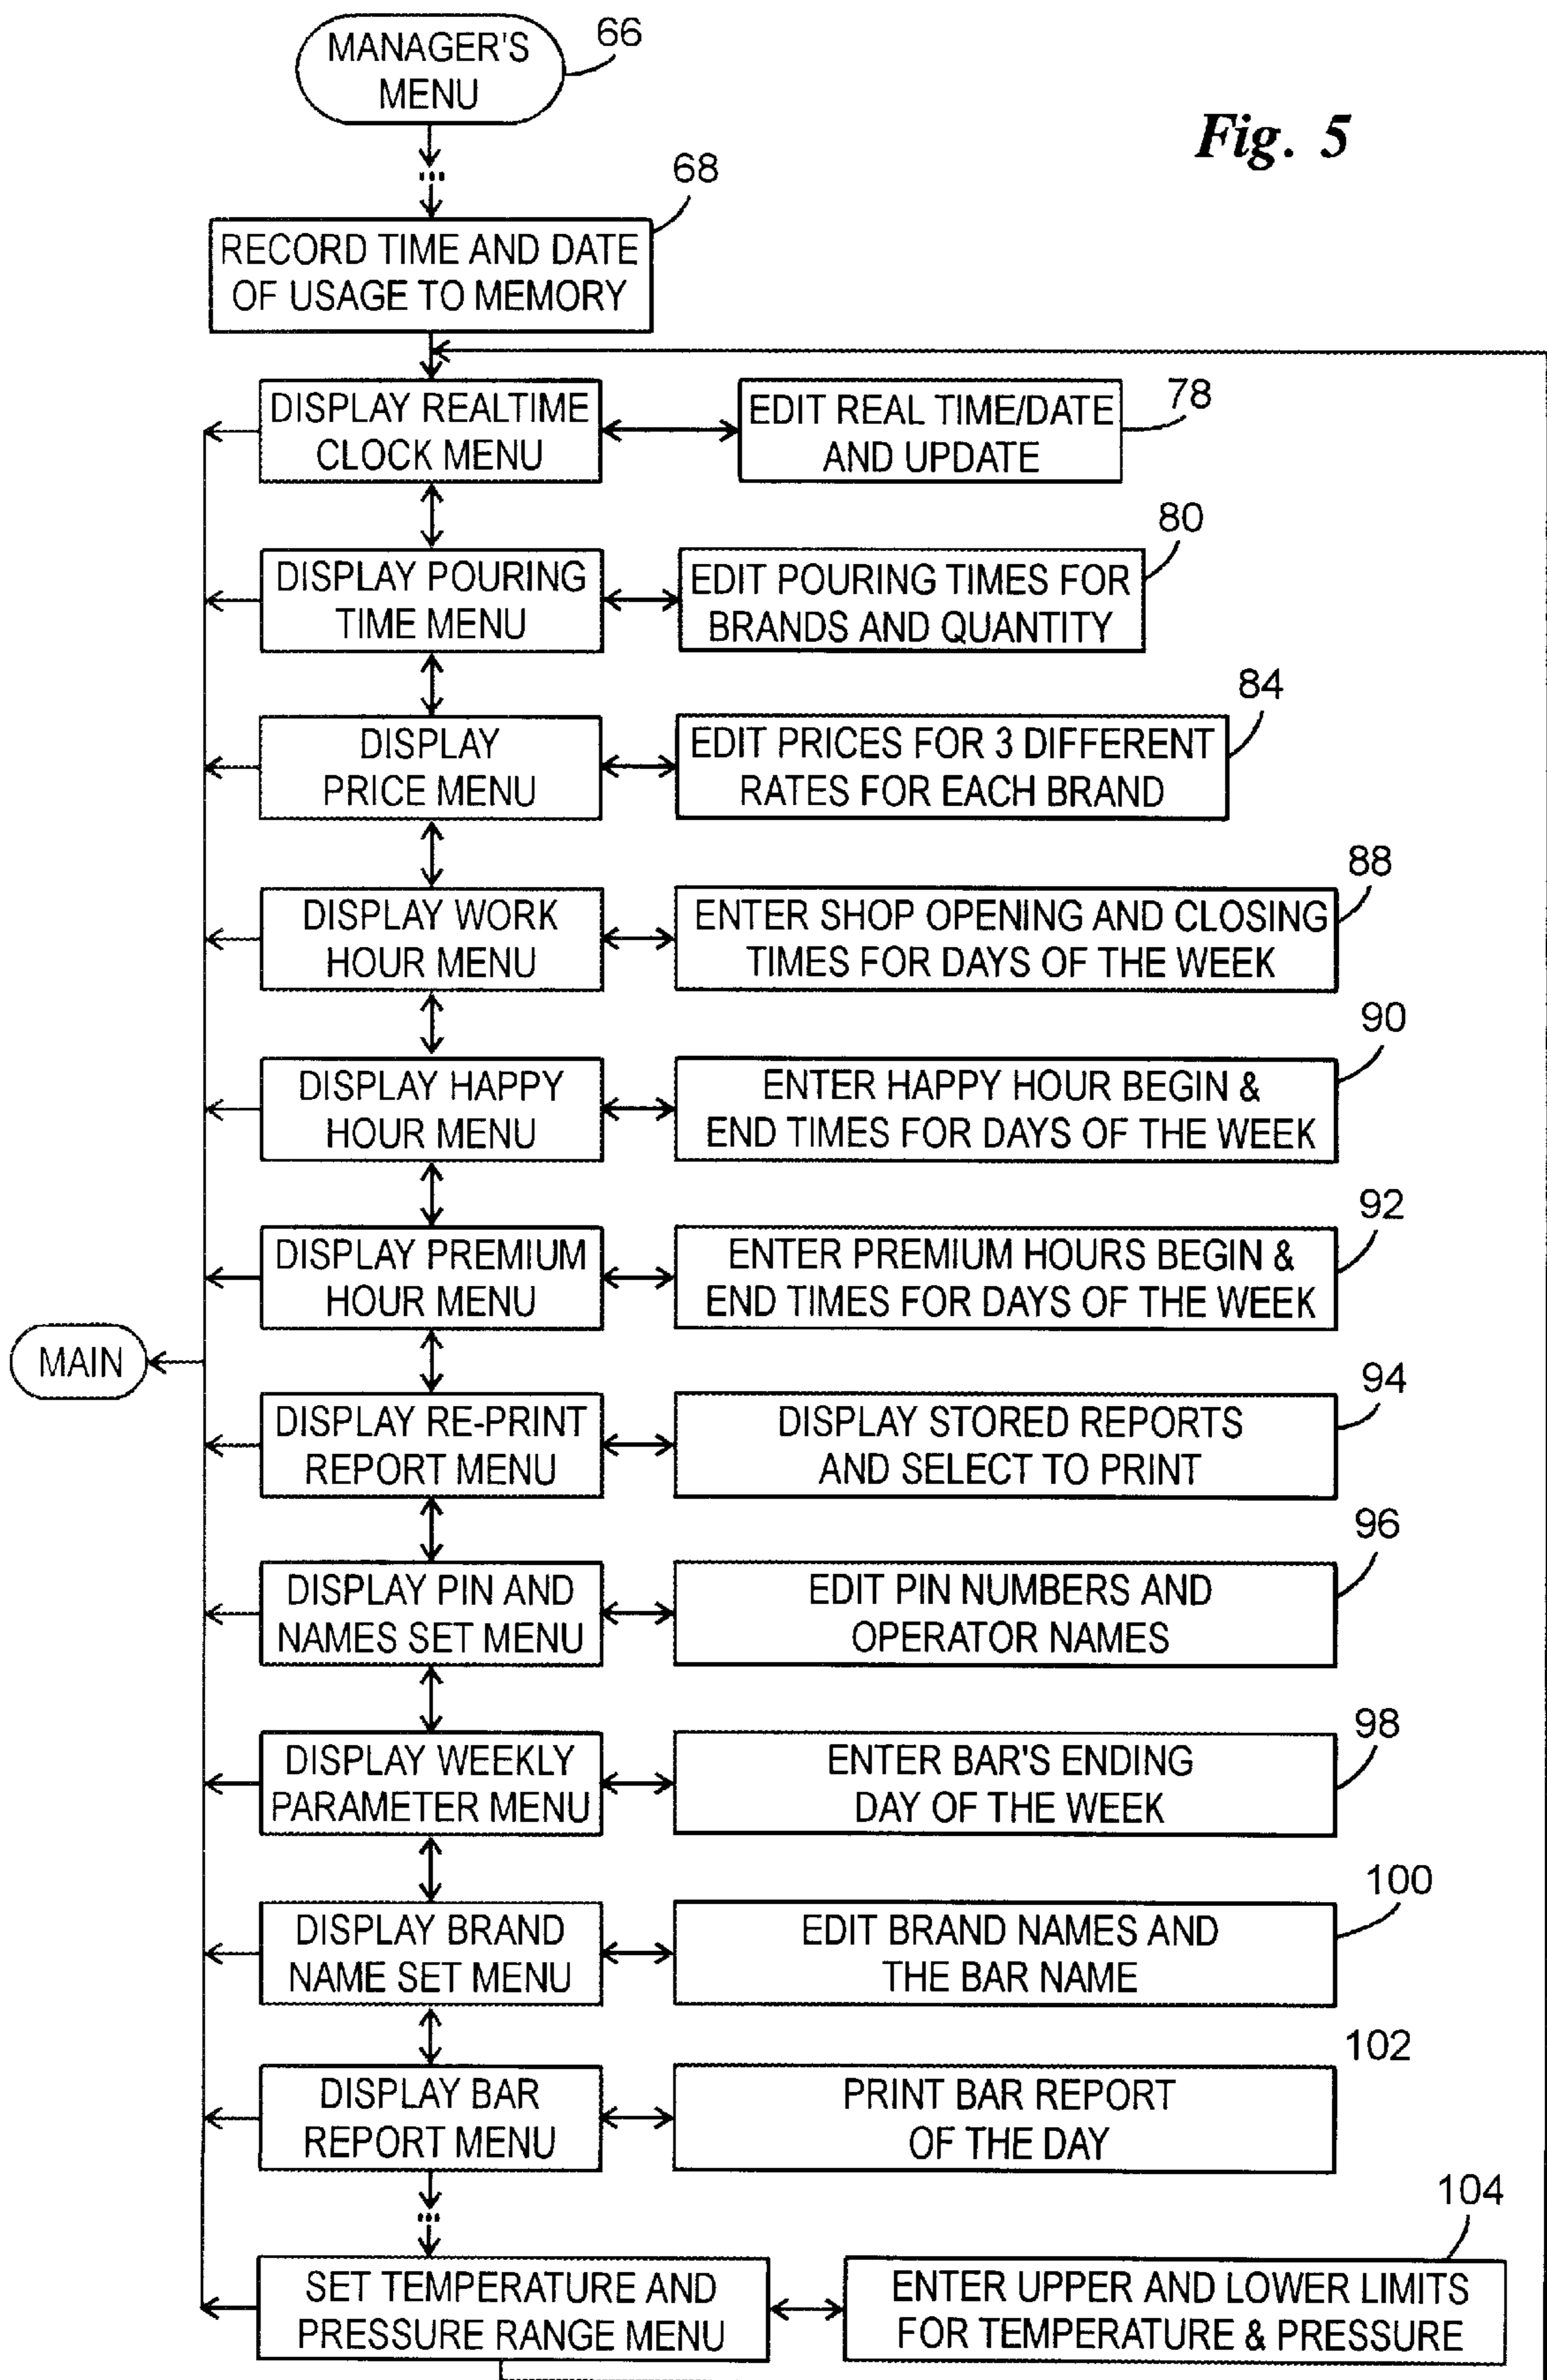 MANAGER'S
MENU
66
Fig. 5
68
RECORD TIME AND DATE
OF USAGE TO MEMORY
DISPLAY REALTIME
CLOCK MENU
EDIT REAL TIME/DATE
AND UPDATE
78
DISPLAY POURING
TIME MENU
EDIT POURING TIMES FOR
BRANDS AND QUANTITY
80
DISPLAY
PRICE MENU
EDIT PRICES FOR 3 DIFFERENT
RATES FOR EACH BRAND
84
DISPLAY WORK
HOUR MENU
ENTER SHOP OPENING AND CLOSING
TIMES FOR DAYS OF THE WEEK
88
DISPLAY HAPPY
HOUR MENU
ENTER HAPPY HOUR BEGIN &
END TIMES FOR DAYS OF THE WEEK
90
DISPLAY PREMIUM
HOUR MENU
ENTER PREMIUM HOURS BEGIN &
END TIMES FOR DAYS OF THE WEEK
92
MAIN
DISPLAY RE-PRINT
REPORT MENU
DISPLAY STORED REPORTS
AND SELECT TO PRINT
94
DISPLAY PIN AND
NAMES SET MENU
EDIT PIN NUMBERS AND
OPERATOR NAMES
96
DISPLAY WEEKLY
PARAMETER MENU
ENTER BAR'S ENDING
DAY OF THE WEEK
98
DISPLAY BRAND
NAME SET MENU
EDIT BRAND NAMES AND
THE BAR NAME
100
DISPLAY BAR
REPORT MENU
PRINT BAR REPORT
OF THE DAY
102
SET TEMPERATURE AND
PRESSURE RANGE MENU
ENTER UPPER AND LOWER LIMITS
FOR TEMPERATURE & PRESSURE
104